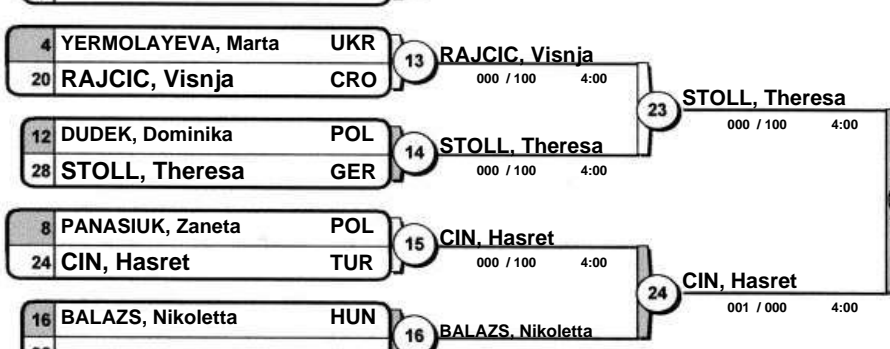 4 YERMOLAYEVA, Marta UKR
20 RAJCIC, Visnja CRO
13 RAJCIC, Visnja
000 / 100 4:00
12 DUDEK, Dominika POL
28 STOLL, Theresa GER
14 STOLL, Theresa
000 / 100 4:00
23 STOLL, Theresa
000 / 100 4:00
8 PANASIUK, Zaneta POL
24 CIN, Hasret TUR
15 CIN, Hasret
000 / 100 4:00
16 BALAZS, Nikoletta HUN
16 BALAZS, Nikoletta
24 CIN, Hasret
001 / 000 4:00